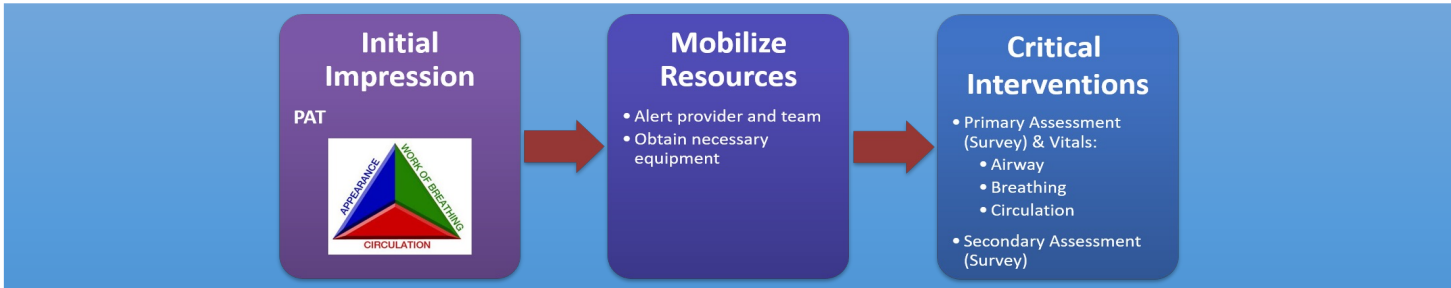 Initial
Impression
PAT
APPEARANCE
WORK OF BREATHING
CIRCULATION
Mobilize
Resources
• Alert provider and team
• Obtain necessary
equipment
Critical
Interventions
• Primary Assessment
(Survey) & Vitals:
• Airway
• Breathing
• Circulation
• Secondary Assessment
(Survey)